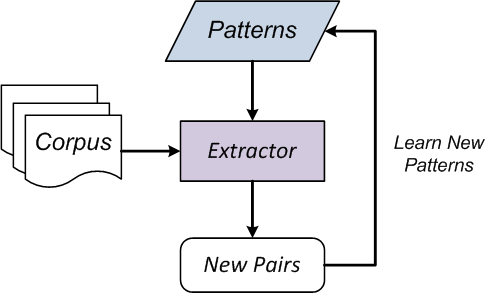 Patterns
Corpus
Extractor
Learn New
Patterns
New Pairs